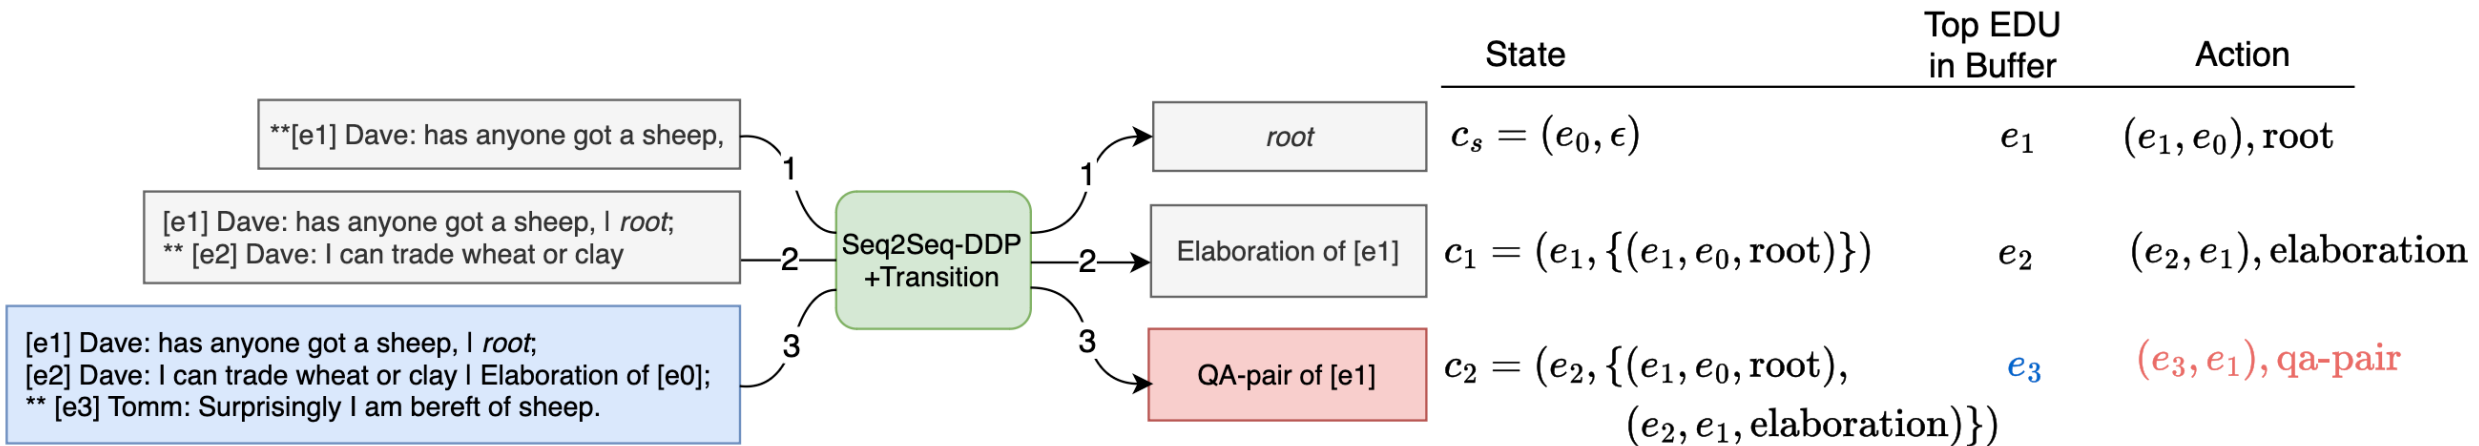 State
Top EDU
in Buffer
Action
**[e1] Dave: has anyone got a sheep,
1
1
root
c_s = (e_0, ϵ)
e_1
(e_1, e_0), root
[e1] Dave: has anyone got a sheep, | root;
** [e2] Dave: I can trade wheat or clay
2
Seq2Seq-DDP
+Transition
2
Elaboration of [e1]
c_1 = (e_1, {(e_1, e_0, root)})
e_2
(e_2, e_1), elaboration
[e1] Dave: has anyone got a sheep, | root;
[e2] Dave: I can trade wheat or clay | Elaboration of [e0];
** [e3] Tomm: Surprisingly I am bereft of sheep.
3
3
QA-pair of [e1]
c_2 = (e_2, {(e_1, e_0, root),
(e_2, e_1, elaboration)})
e_3
(e_3, e_1), qa-pair